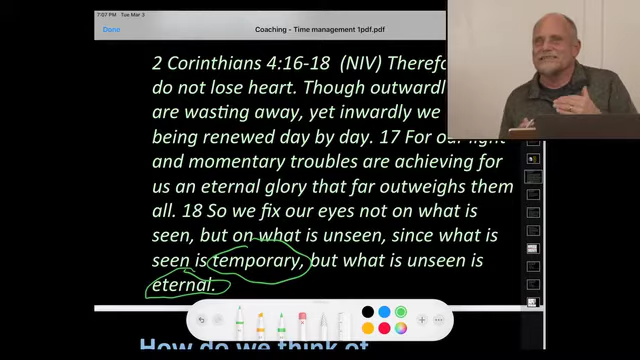 7:07 PM Tue Mar 3
Done
Coaching - Time management 1pdf.pdf
2 Corinthians 4:16-18 (NIV)
do not lose heart. Though
are wasting away, yet inwardly we
being renewed day by day. 17 For our light
and momentary troubles are achieving for
us an eternal glory that far outweighs them
all. 18 So we fix our eyes not on what is
seen, but on what is unseen, since what is
seen is temporary, but what is unseen is
eternal.
How do we think of